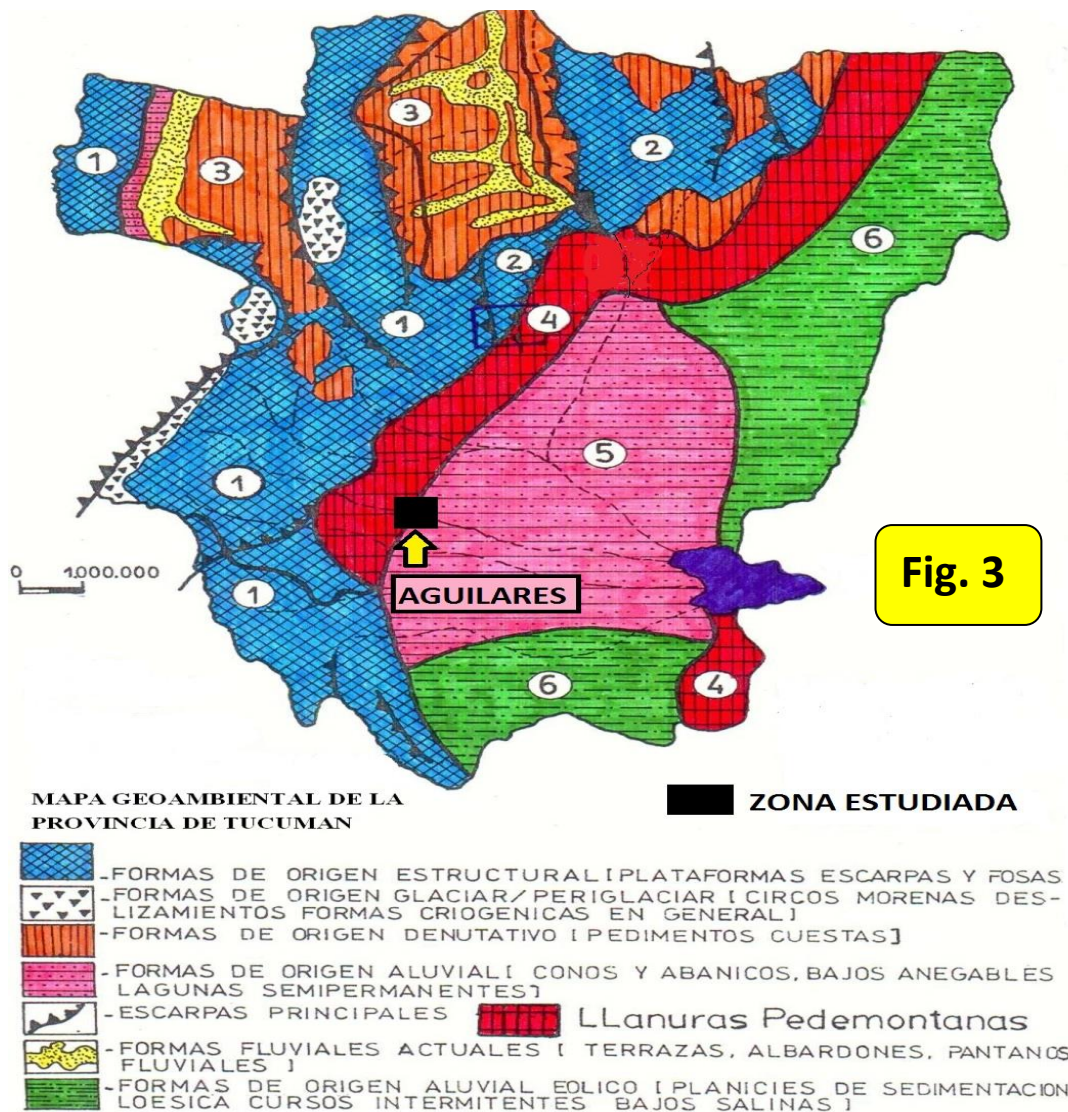 1
3
3
2
6
2
1
4
5
1
0 1,000.000
1
AGUILARES
Fig. 3
6
4
MAPA GEOAMBIENTAL DE LA
PROVINCIA DE TUCUMAN
ZONA ESTUDIADA
-FORMAS DE ORIGEN ESTRUCTURAL[PLATAFORMAS ESCARPAS Y FOSAS
-FORMAS DE ORIGEN GLACIAR/PERIGLACIAR [CIRCOS MORENAS DES-
LIZAMIENTOS FORMAS CRIOGENICAS EN GENERAL]
-FORMAS DE ORIGEN DENUTATIVO [PEDIMENTOS CUESTAS]
-FORMAS DE ORIGEN ALUVIAL[ CONOS Y ABANICOS, BAJOS ANEGABLES
LAGUNAS SEMIPERMANENTES]
-ESCARPAS PRINCIPALES
LLanuras Pedemontanas
-FORMAS FLUVIALES ACTUALES [ TERRAZAS, ALBARDONES, PANTANOS
FLUVIALES ]
-FORMAS DE ORIGEN ALUVIAL EOLICO [PLANICIES DE SEDIMENTACION
LOESICA CURSOS INTERMITENTES BAJOS SALINAS]